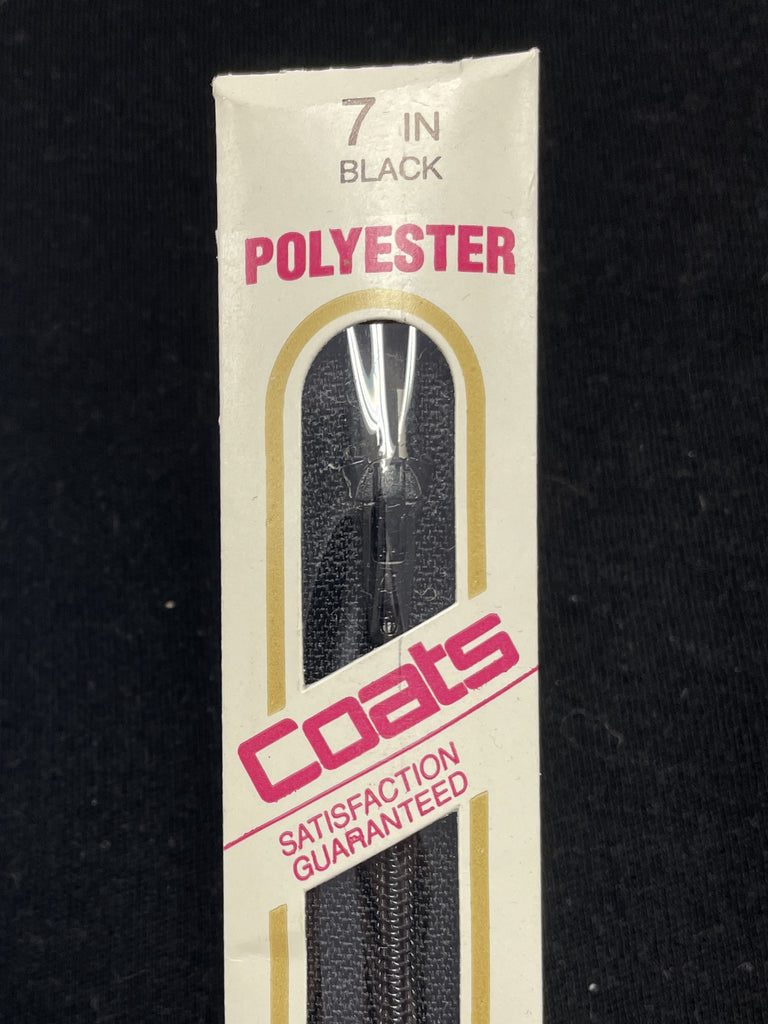 7 IN
BLACK
POLYESTER
Coats
SATISFACTION
GUARANTEED